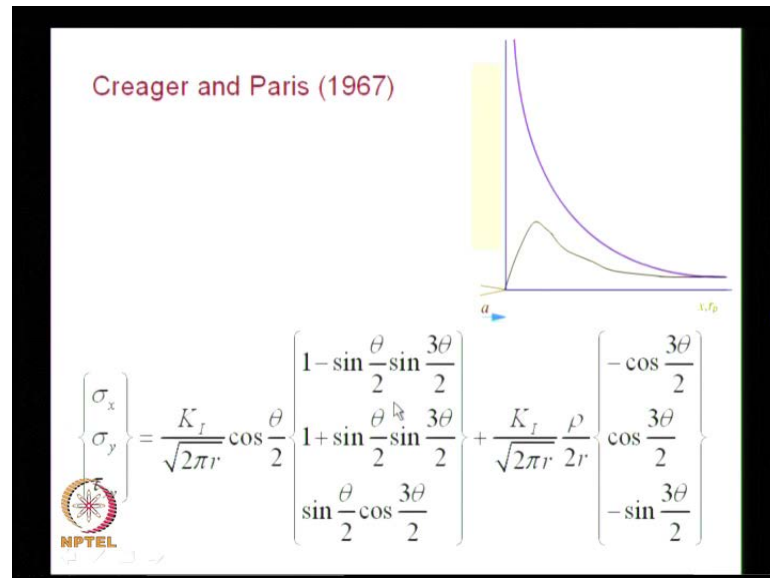 Creager and Paris (1967)
a
x,r_p
{σ_x σ_y τ} = K_I/√(2πr) cos θ/2 {1 − sin θ/2 sin 3θ/2, 1 + sin θ/2 sin 3θ/2, sin θ/2 cos 3θ/2} + K_I/√(2πr) ρ/2r {− cos 3θ/2, cos 3θ/2, − sin 3θ/2}
NPTEL